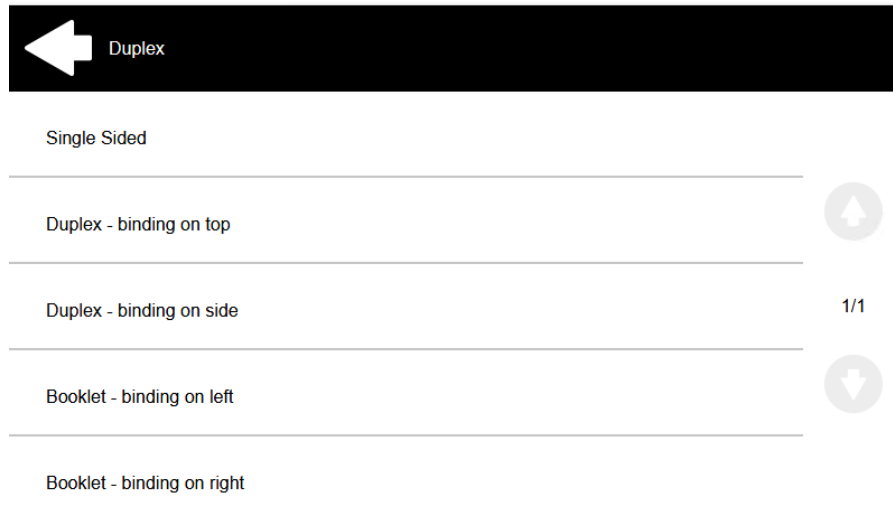 Duplex
Single Sided
Duplex - binding on top
Duplex - binding on side
1/1
Booklet - binding on left
Booklet - binding on right